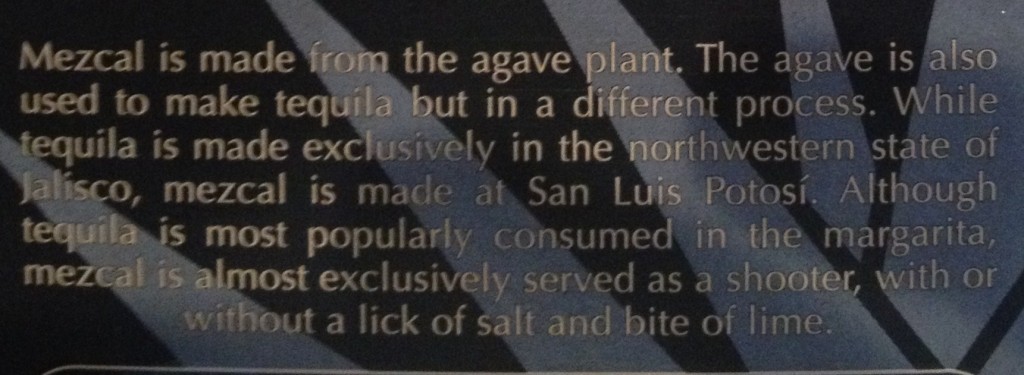 Mezcal is made from the agave plant. The agave is also
used to make tequila but in a different process. While
tequila is made exclusively in the northwestern state of
Jalisco, mezcal is made at San Luis Potosí. Although
tequila is most popularly consumed in the margarita,
mezcal is almost exclusively served as a shooter, with or
without a lick of salt and bite of lime.